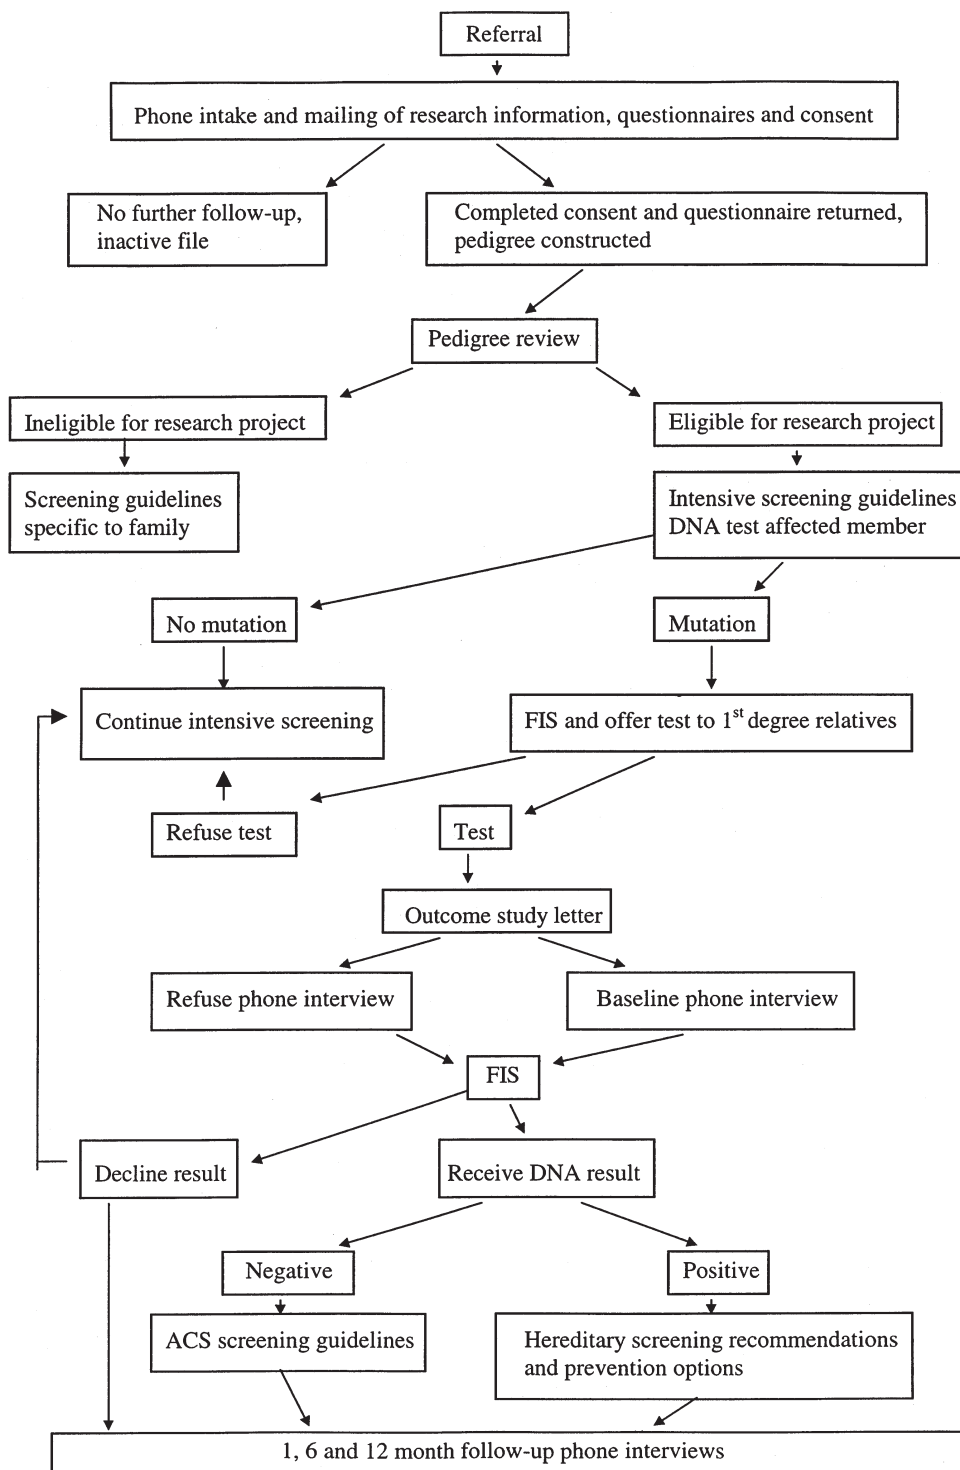 Referral
Phone intake and mailing of research information, questionnaires and consent
No further follow-up,
inactive file
Completed consent and questionnaire returned,
pedigree constructed
Pedigree review
Ineligible for research project
Eligible for research project
Screening guidelines
specific to family
Intensive screening guidelines
DNA test affected member
No mutation
Mutation
Continue intensive screening
FIS and offer test to 1st degree relatives
Refuse test
Test
Outcome study letter
Refuse phone interview
Baseline phone interview
FIS
Decline result
Receive DNA result
Negative
Positive
ACS screening guidelines
Hereditary screening recommendations
and prevention options
1, 6 and 12 month follow-up phone interviews